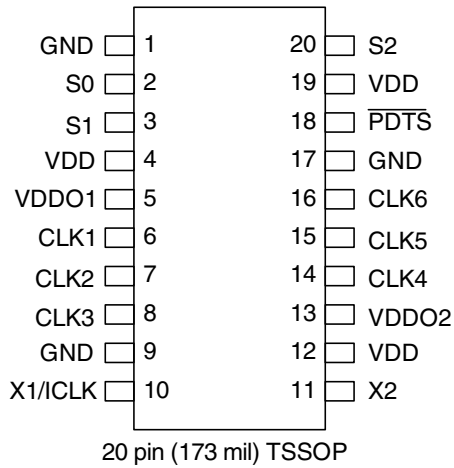 GND 1 20 S2
S0 2 19 VDD
S1 3 18 PDTS
VDD 4 17 GND
VDDO1 5 16 CLK6
CLK1 6 15 CLK5
CLK2 7 14 CLK4
CLK3 8 13 VDDO2
GND 9 12 VDD
X1/ICLK 10 11 X2
20 pin (173 mil) TSSOP